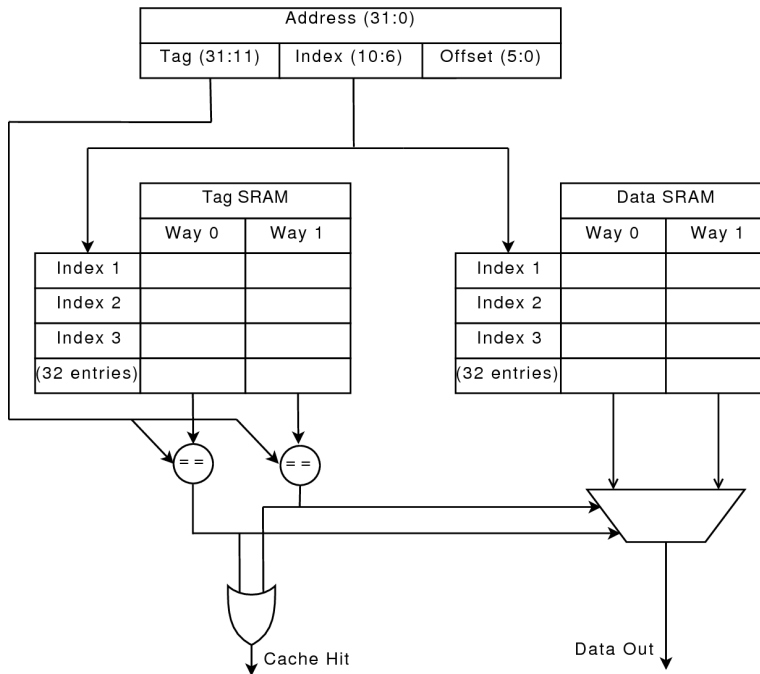 Address (31:0)
Tag (31:11) Index (10:6) Offset (5:0)
Tag SRAM
Way 0 Way 1
Index 1
Index 2
Index 3
(32 entries)
Data SRAM
Way 0 Way 1
Index 1
Index 2
Index 3
(32 entries)
== ==
Cache Hit
Data Out